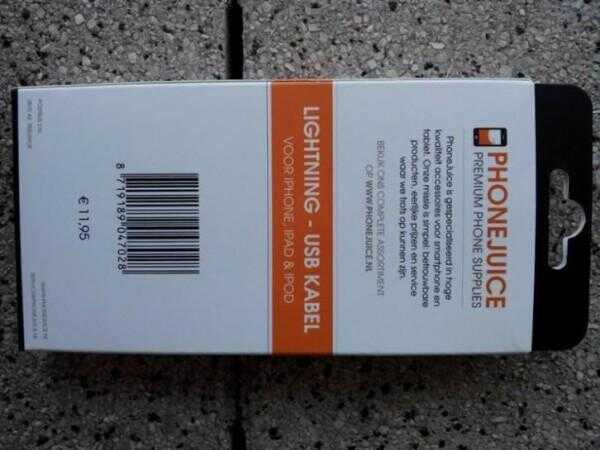 PHONEJUICE
PREMIUM PHONE SUPPLIES
PhoneJuice is gespecialiseerd in hoge
kwaliteit accessoires voor smartphone en
tablet. Onze missie is simpel: betrouwbare
producten, eerlijke prijzen en service
waar we trots op kunnen zijn.
BEKIJK ONS COMPLETE ASSORTIMENT
OP WWW.PHONEJUICE.NL
LIGHTNING - USB KABEL
VOOR IPHONE, IPAD & IPOD
8 719189 047028
€ 11,95